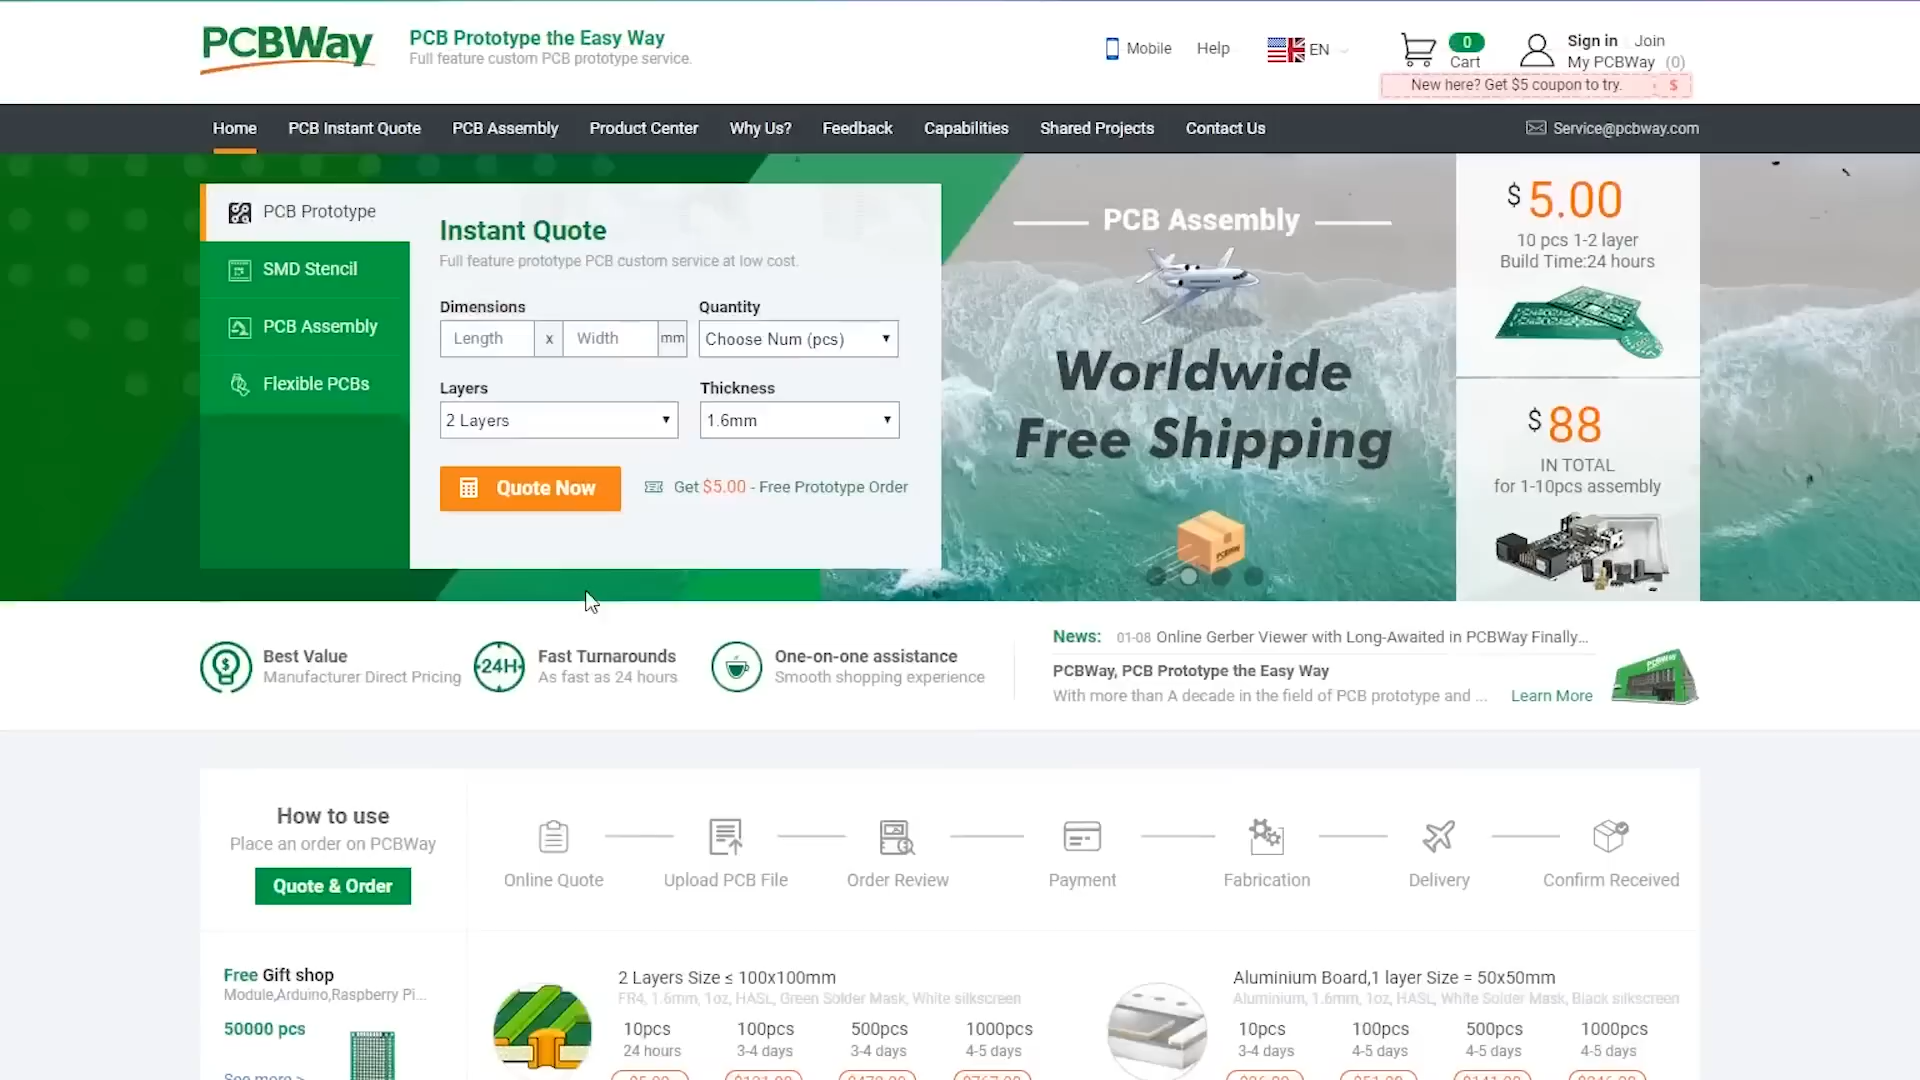 PCBWay
PCB Prototype the Easy Way
Full feature custom PCB prototype service.
Mobile
Help
EN
0
Cart
Sign in
Join
My PCBWay (0)
New here? Get $5 coupon to try.
$
Home
PCB Instant Quote
PCB Assembly
Product Center
Why Us?
Feedback
Capabilities
Shared Projects
Contact Us
Service@pcbway.com
PCB Prototype
SMD Stencil
PCB Assembly
Flexible PCBs
Instant Quote
Full feature prototype PCB custom service at low cost.
Dimensions
Quantity
Length x Width mm
Choose Num (pcs)
Layers
Thickness
2 Layers
1.6mm
Quote Now
Get $5.00 - Free Prototype Order
PCB Assembly
Worldwide
Free Shipping
$ 5.00
10 pcs 1-2 layer
Build Time:24 hours
$ 88
IN TOTAL
for 1-10pcs assembly
Best Value
Manufacturer Direct Pricing
24H
Fast Turnarounds
As fast as 24 hours
One-on-one assistance
Smooth shopping experience
News: 01-08 Online Gerber Viewer with Long-Awaited in PCBWay Finally...
PCBWay, PCB Prototype the Easy Way
With more than A decade in the field of PCB prototype and ... Learn More
How to use
Place an order on PCBWay
Quote & Order
Online Quote
Upload PCB File
Order Review
Payment
Fabrication
Delivery
Confirm Received
Free Gift shop
Module,Arduino,Raspberry Pi...
50000 pcs
See more >
2 Layers Size ≤ 100x100mm
FR4, 1.6mm, 1oz, HASL, Green Solder Mask, White silkscreen
10pcs 100pcs 500pcs 1000pcs
24 hours 3-4 days 3-4 days 4-5 days
Aluminium Board,1 layer Size = 50x50mm
Aluminium, 1.6mm, 1oz, HASL, White Solder Mask, Black silkscreen
10pcs 100pcs 500pcs 1000pcs
3-4 days 4-5 days 4-5 days 4-5 days